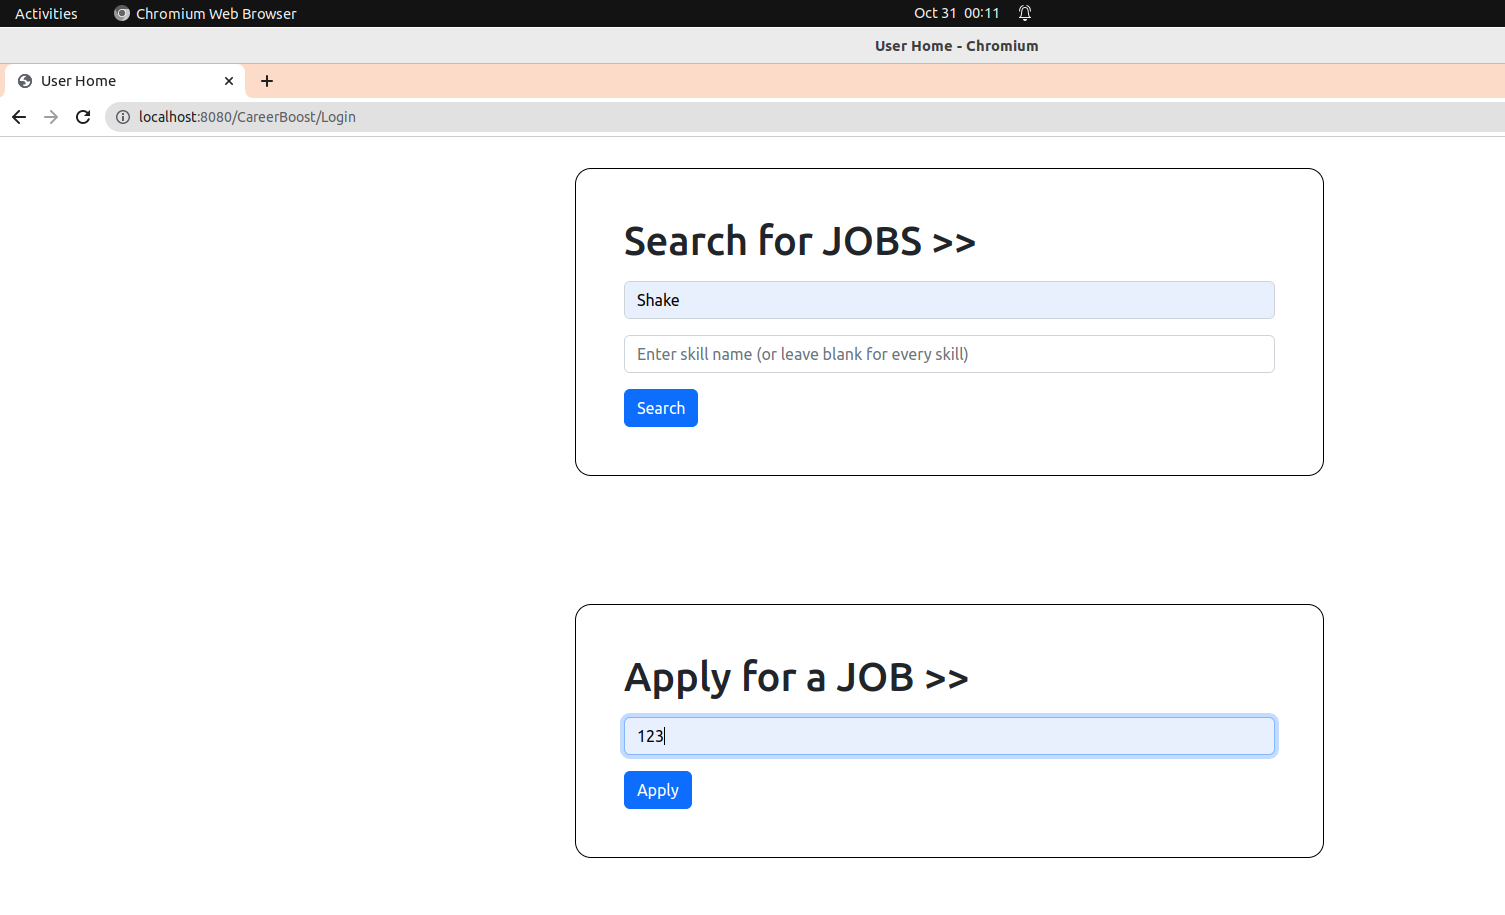 Activities
Chromium Web Browser
Oct 31 00:11
User Home - Chromium
User Home
localhost:8080/CareerBoost/Login
Search for JOBS >>
Shake
Enter skill name (or leave blank for every skill)
Search
Apply for a JOB >>
123
Apply